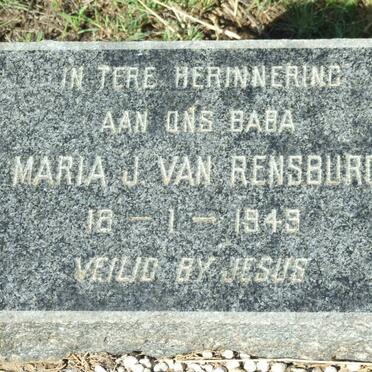 IN TERE HERINNERING
AAN ONS BABA
MARIA J. VAN RENSBURG
18 - 1 - 1949
VEILIG BY JESUS